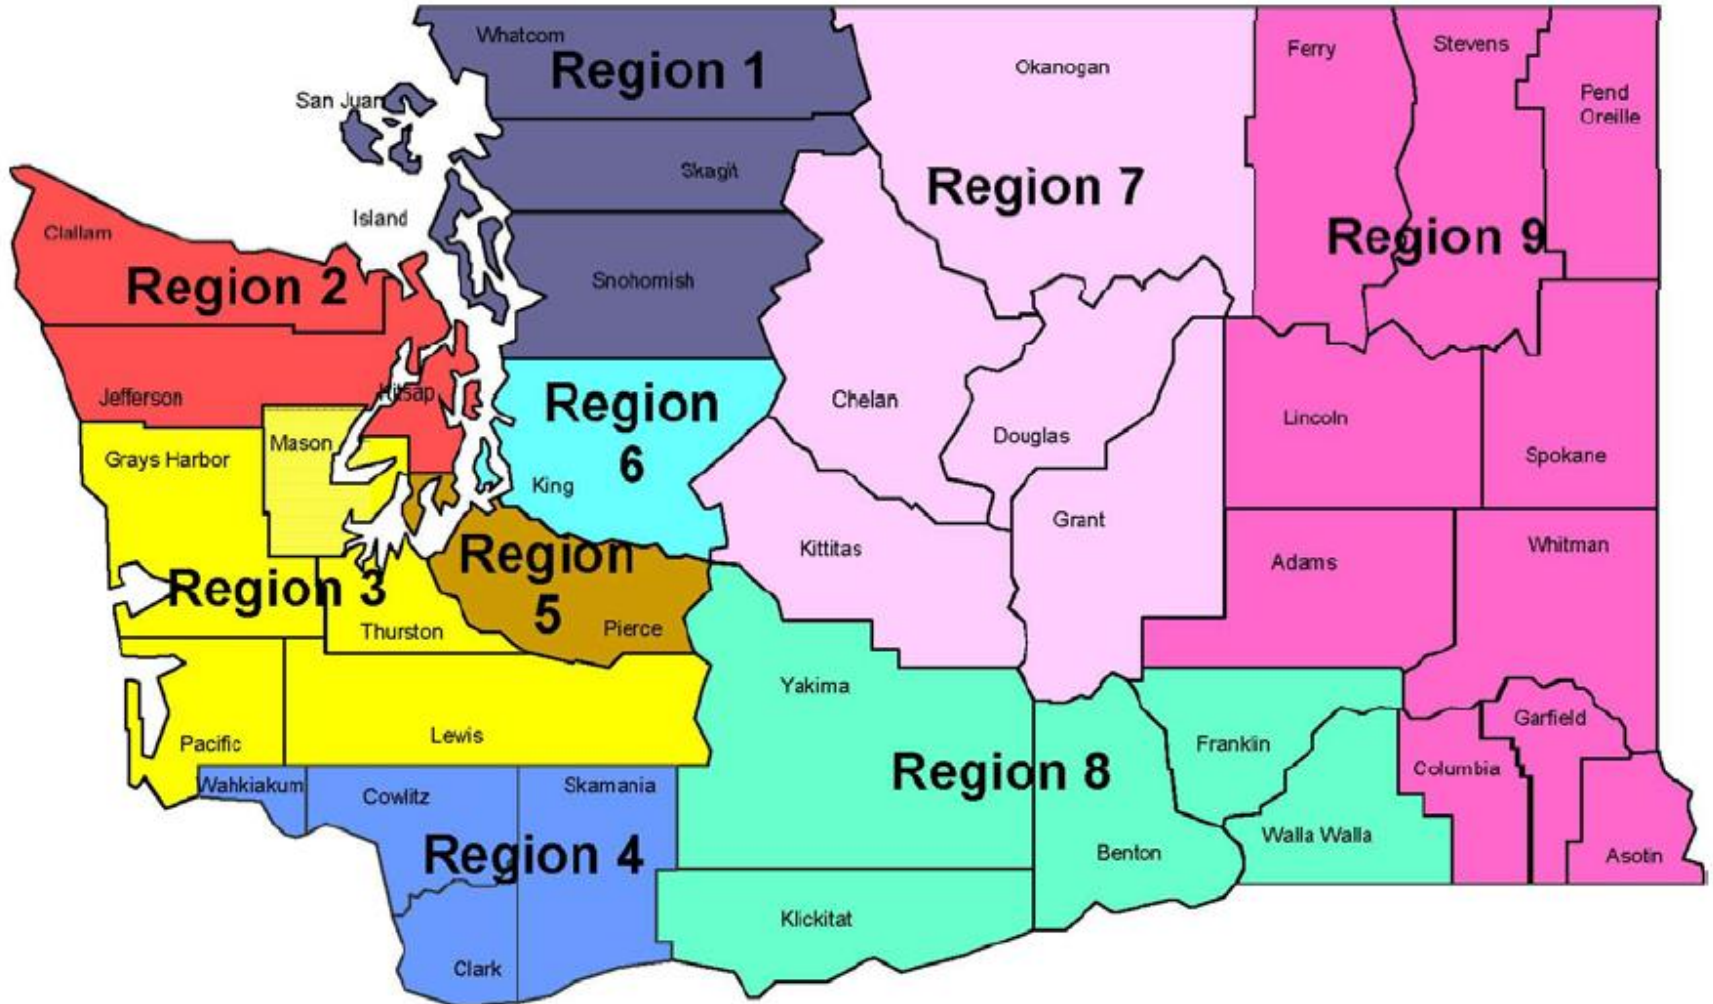 Whatcom
Region 1
San Juan
Skagit
Island
Snohomish
Clallam
Region 2
Jefferson
Kitsap
Grays Harbor
Mason
Region 3
Thurston
Pacific
Lewis
Wahkiakum
Cowlitz
Skamania
Region 4
Clark
Region
5
Pierce
Region
6
King
Okanogan
Region 7
Chelan
Douglas
Kittitas
Grant
Yakima
Region 8
Klickitat
Benton
Franklin
Walla Walla
Ferry
Stevens
Pend
Oreille
Region 9
Lincoln
Spokane
Adams
Whitman
Columbia
Garfield
Asotin